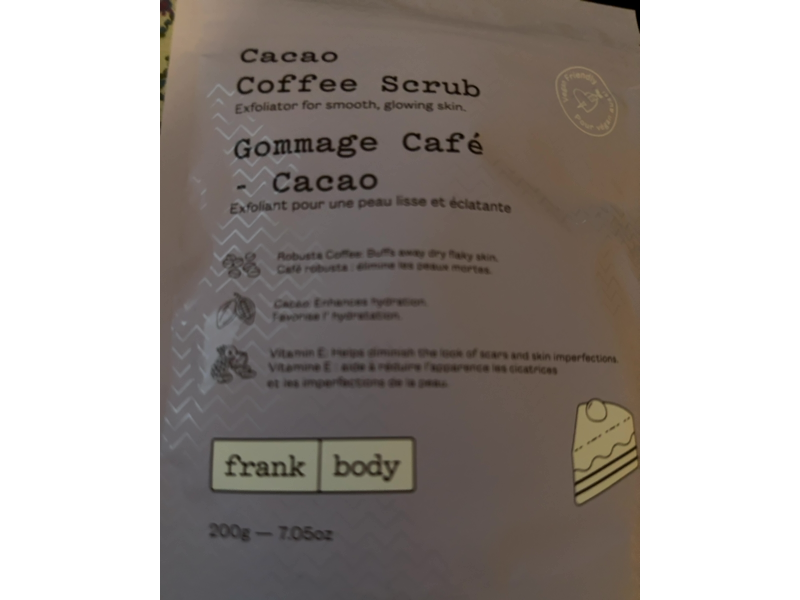 Cacao
Coffee Scrub
Exfoliator for smooth, glowing skin.
Gommage Café
- Cacao
Exfoliant pour une peau lisse et éclatante
Robusta Coffee: Buffs away dry flaky skin.
Café robusta : élimine les peaux mortes.
Cacao: Enhances hydration.
Favorise l' hydratation.
Vitamin E: Helps diminish the look of scars and skin imperfections.
Vitamine E : aide à réduire l'apparence les cicatrices
et les imperfections de la peau.
frank body
200g — 7.05oz